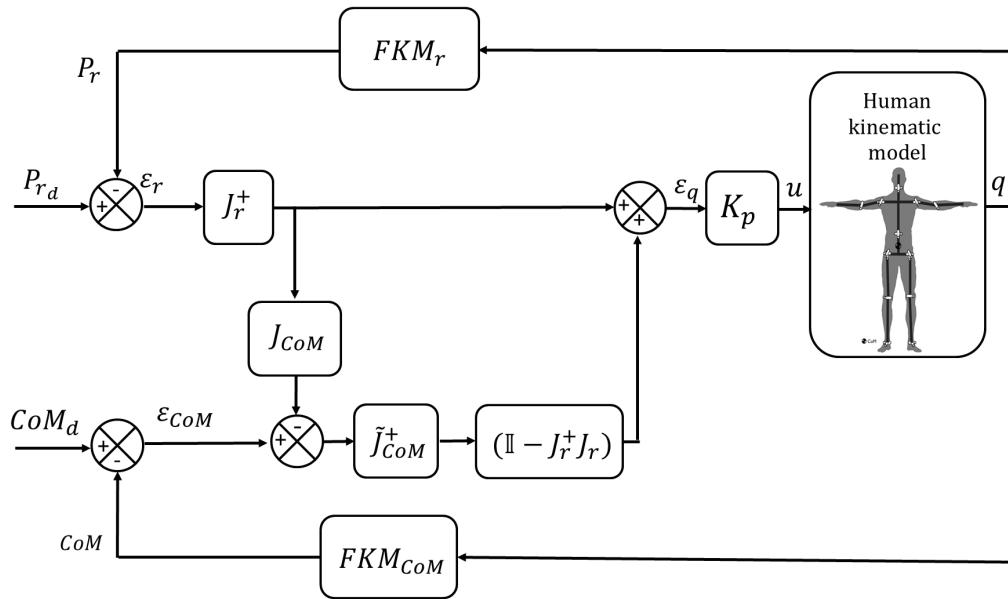 FKM_r
P_r
Human
kinematic
model
P_{r_d}
-
+
ε_r
J_r^+
+
+
ε_q
K_p
u
q
J_{CoM}
CoM
CoM_d
+
-
ε_{CoM}
-
+
J̃_{CoM}^+
(𝕀 − J_r^+ J_r)
CoM
FKM_{CoM}